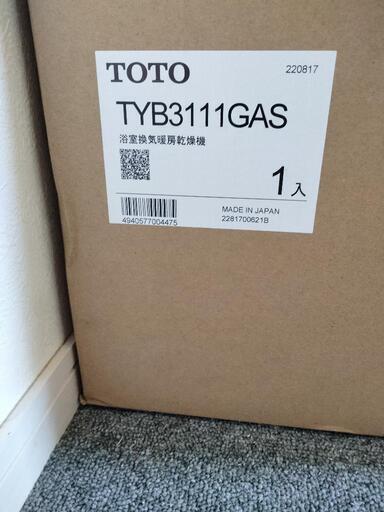 TOTO
220817
TYB3111GAS
浴室換気暖房乾燥機
1入
4940577004475
MADE IN JAPAN
2281700621B